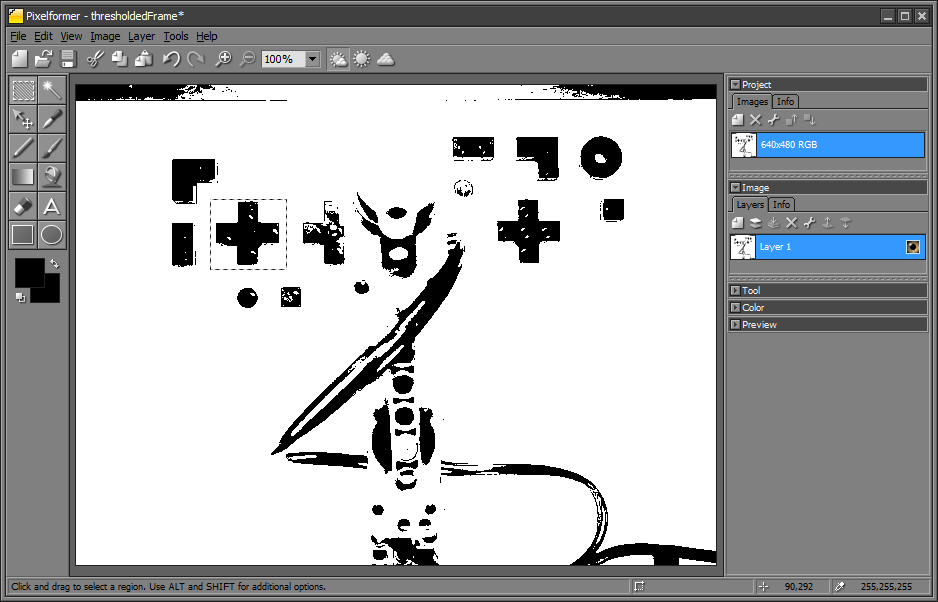 Pixelformer - thresholdedFrame*
File Edit View Image Layer Tools Help
100%
Project
Images Info
640x480 RGB
Image
Layers Info
Layer 1
Tool
Color
Preview
A
Click and drag to select a region. Use ALT and SHIFT for additional options.
90,292
255,255,255